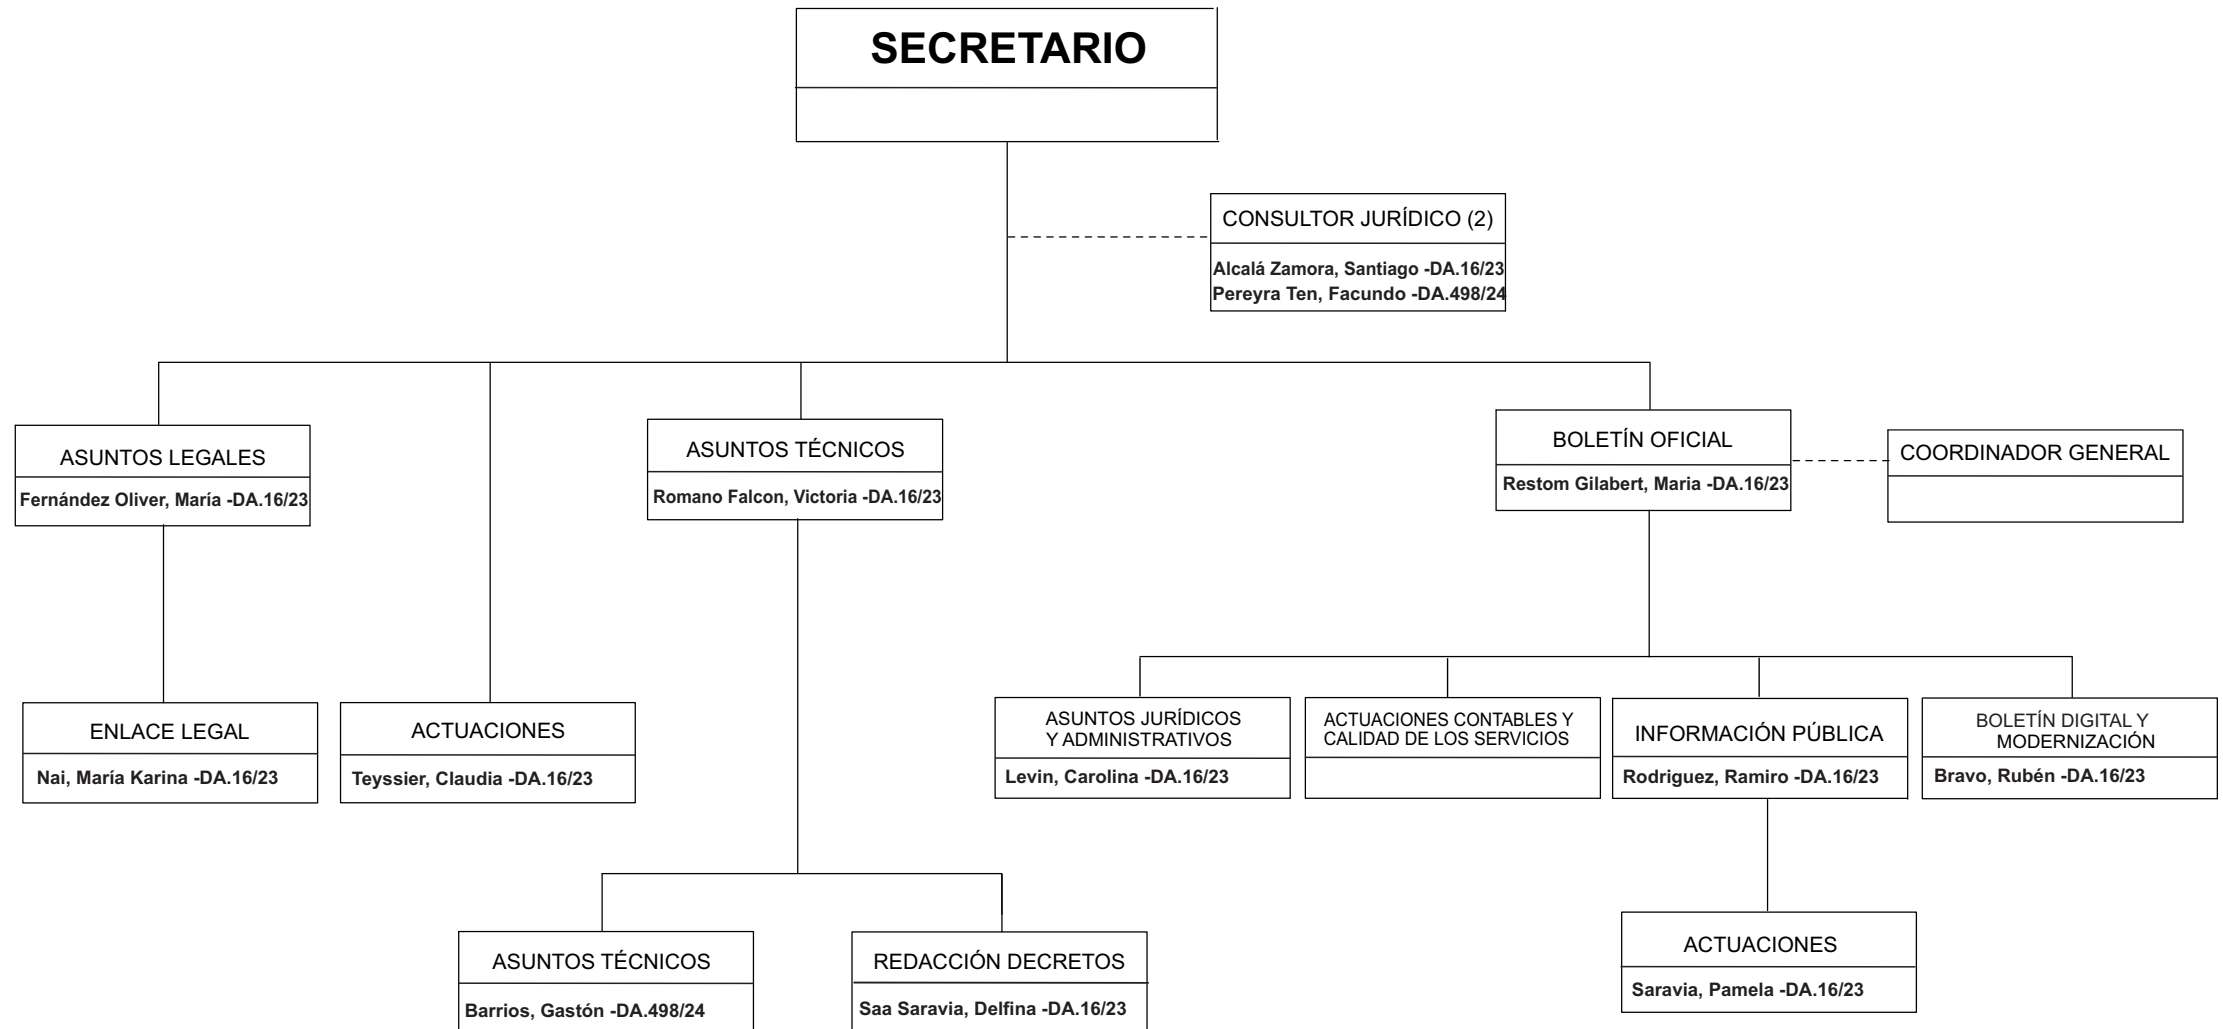 SECRETARIO
CONSULTOR JURÍDICO (2)
Alcalá Zamora, Santiago -DA.16/23
Pereyra Ten, Facundo -DA.498/24
ASUNTOS LEGALES
Fernández Oliver, María -DA.16/23
ASUNTOS TÉCNICOS
Romano Falcon, Victoria -DA.16/23
BOLETÍN OFICIAL
Restom Gilabert, Maria -DA.16/23
COORDINADOR GENERAL
ENLACE LEGAL
Nai, María Karina -DA.16/23
ACTUACIONES
Teyssier, Claudia -DA.16/23
ASUNTOS JURÍDICOS
Y ADMINISTRATIVOS
Levin, Carolina -DA.16/23
ACTUACIONES CONTABLES Y
CALIDAD DE LOS SERVICIOS
INFORMACIÓN PÚBLICA
Rodriguez, Ramiro -DA.16/23
BOLETÍN DIGITAL Y
MODERNIZACIÓN
Bravo, Rubén -DA.16/23
ASUNTOS TÉCNICOS
Barrios, Gastón -DA.498/24
REDACCIÓN DECRETOS
Saa Saravia, Delfina -DA.16/23
ACTUACIONES
Saravia, Pamela -DA.16/23